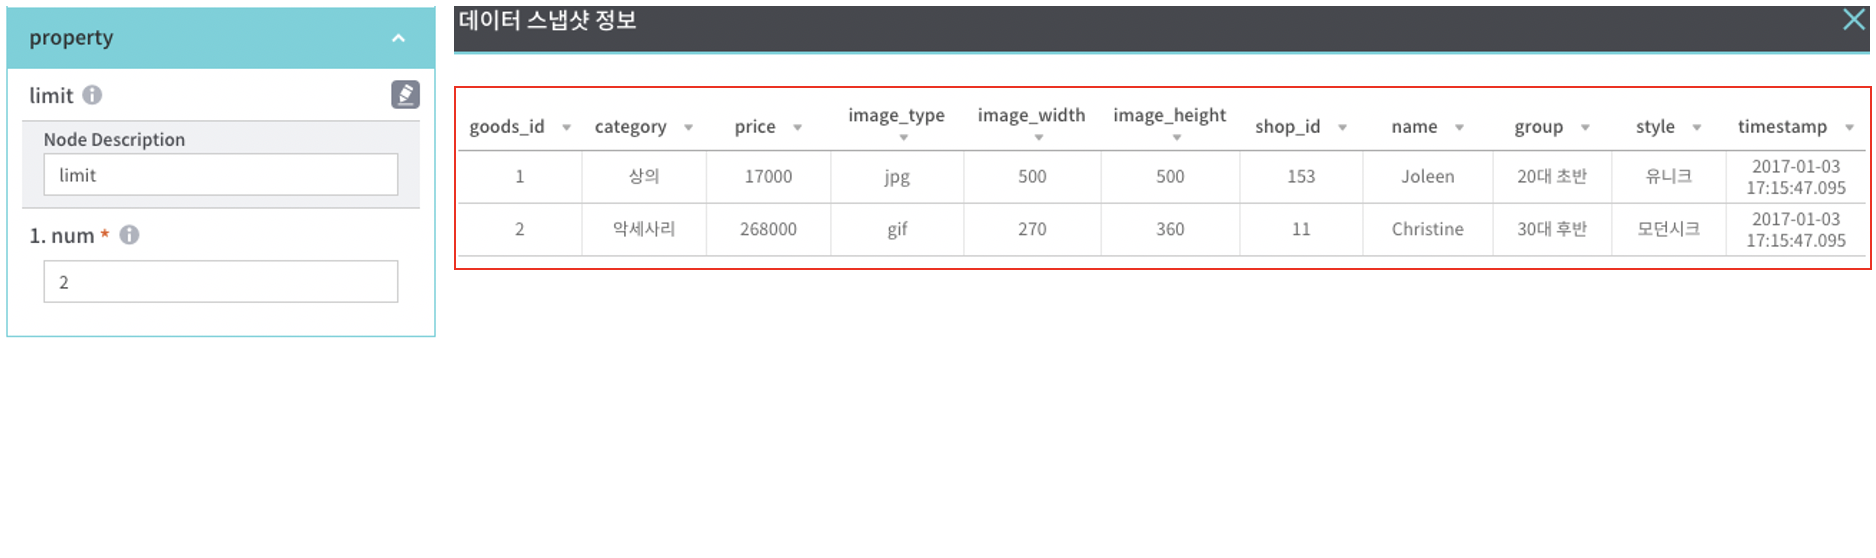 property
limit
Node Description
limit
1. num *
2
데이터 스냅샷 정보
goods_id category price image_type image_width image_height shop_id name group style timestamp
1 상의 17000 jpg 500 500 153 Joleen 20대 초반 유니크 2017-01-03 17:15:47.095
2 악세사리 268000 gif 270 360 11 Christine 30대 후반 모던시크 2017-01-03 17:15:47.095